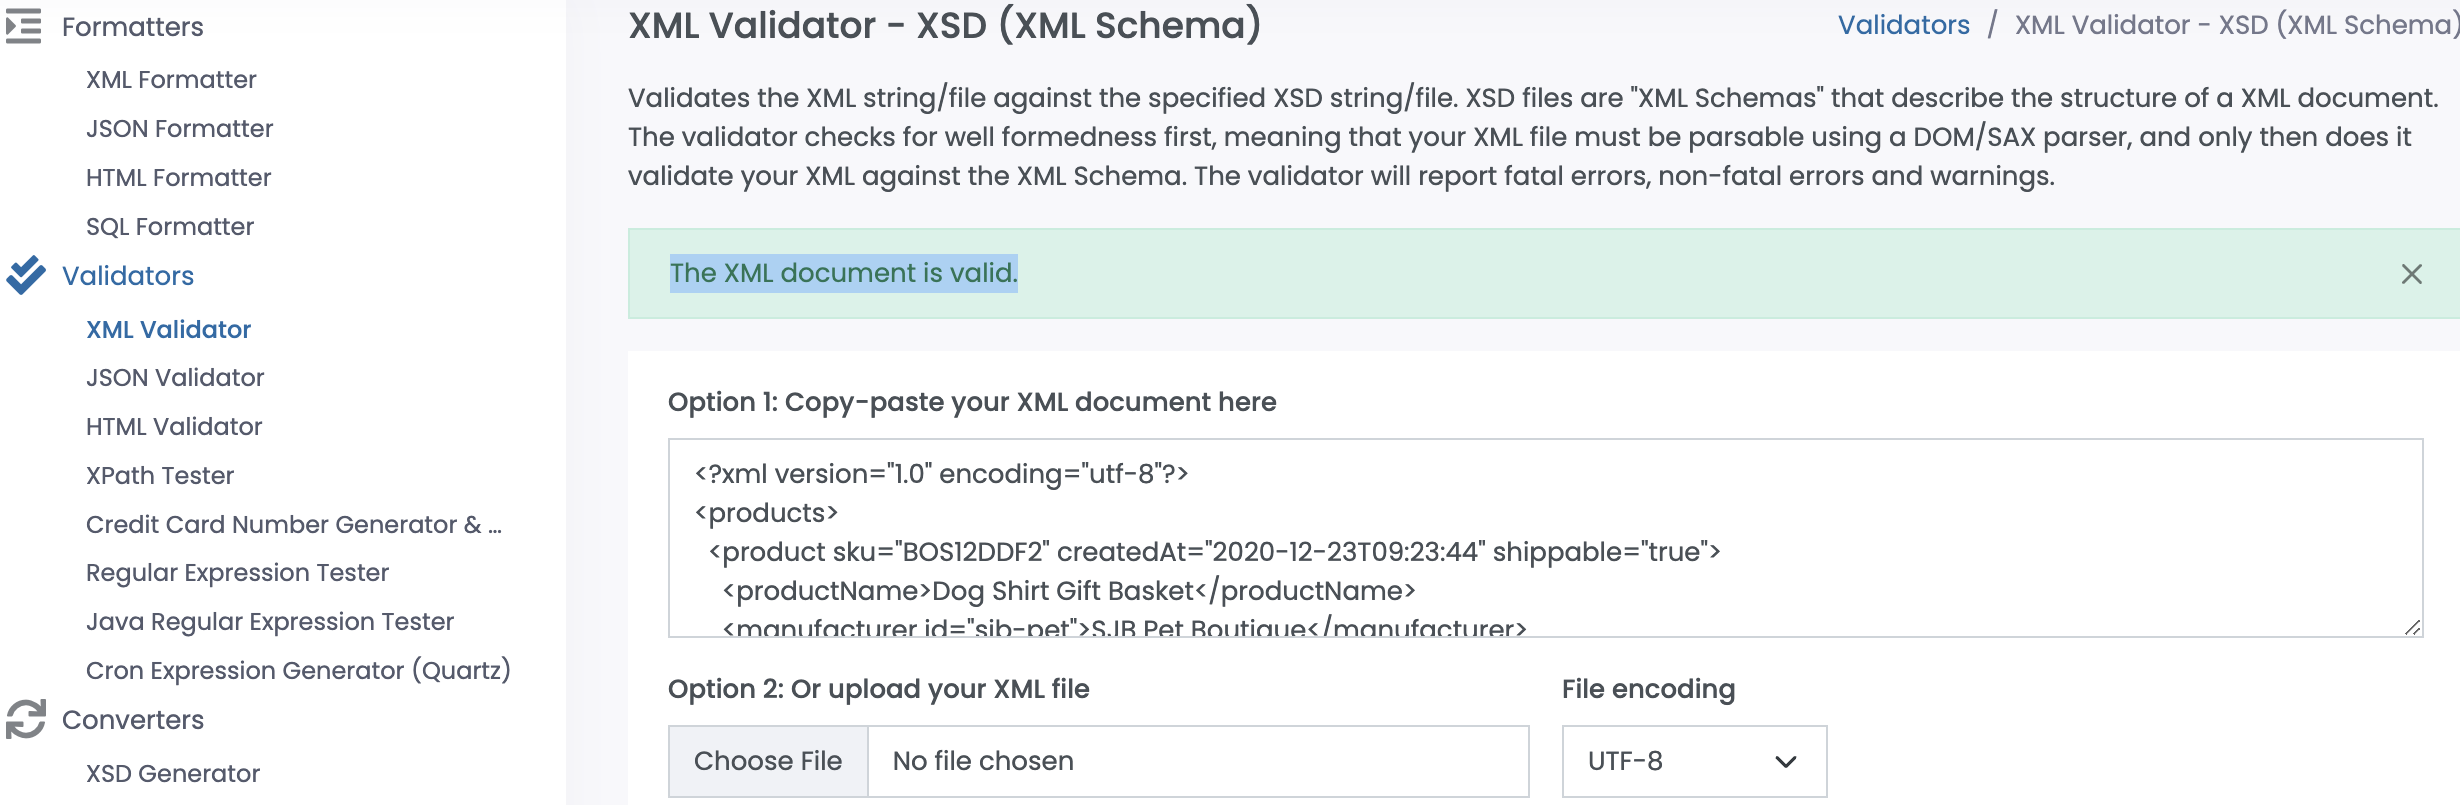 Formatters
XML Formatter
JSON Formatter
HTML Formatter
SQL Formatter
Validators
XML Validator
JSON Validator
HTML Validator
XPath Tester
Credit Card Number Generator & ...
Regular Expression Tester
Java Regular Expression Tester
Cron Expression Generator (Quartz)
Converters
XSD Generator
XML Validator - XSD (XML Schema)
Validators / XML Validator - XSD (XML Schema)
Validates the XML string/file against the specified XSD string/file. XSD files are "XML Schemas" that describe the structure of a XML document.
The validator checks for well formedness first, meaning that your XML file must be parsable using a DOM/SAX parser, and only then does it
validate your XML against the XML Schema. The validator will report fatal errors, non-fatal errors and warnings.
The XML document is valid.
Option 1: Copy-paste your XML document here
<?xml version="1.0" encoding="utf-8"?>
<products>
<product sku="BOS12DDF2" createdAt="2020-12-23T09:23:44" shippable="true">
<productName>Dog Shirt Gift Basket</productName>
<manufacturer id="sjb-pet">SJB Pet Boutique</manufacturer>
Option 2: Or upload your XML file
File encoding
Choose File No file chosen
UTF-8